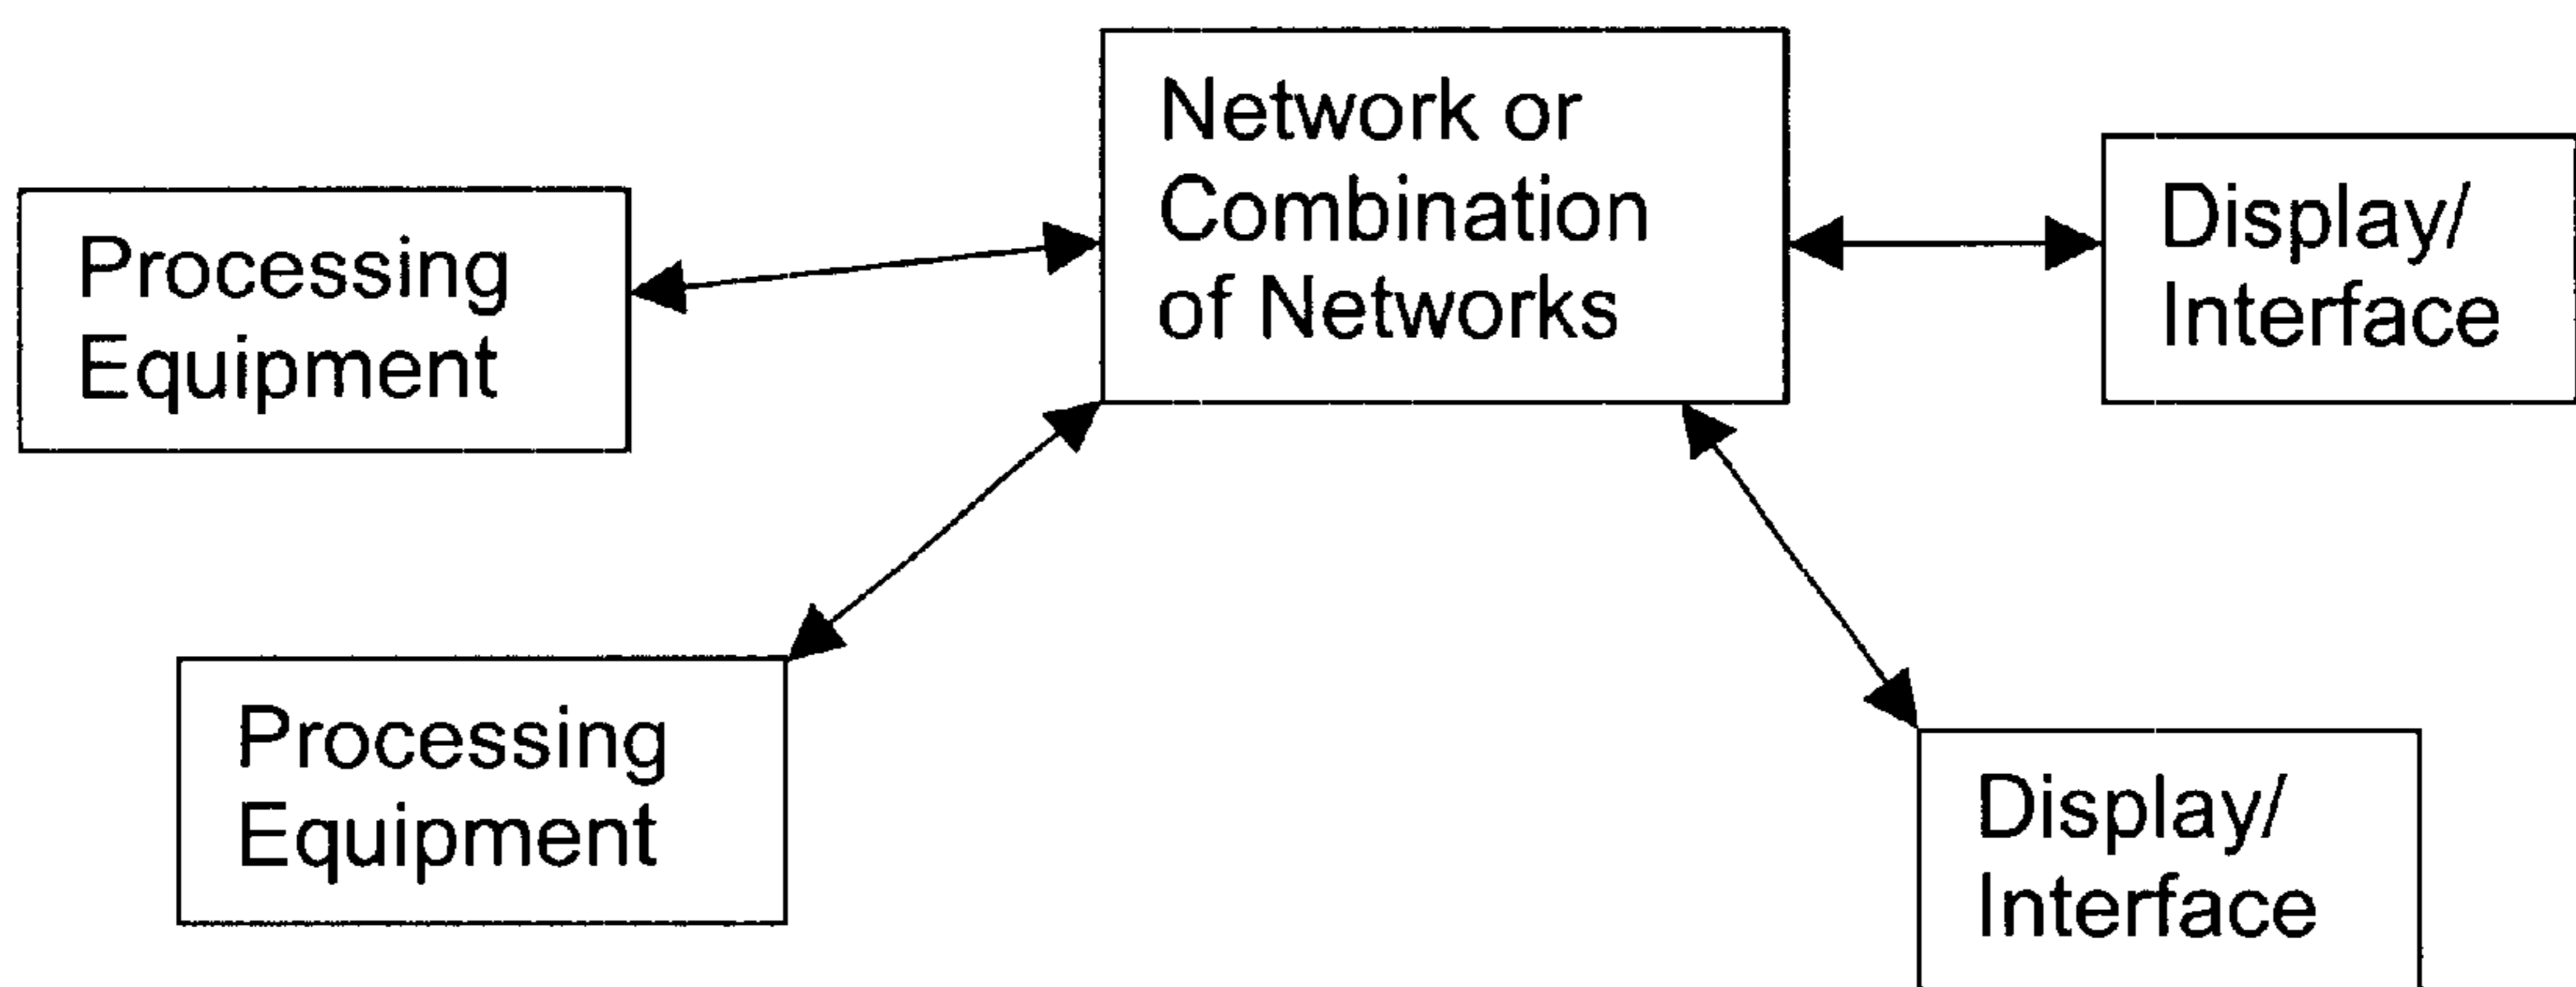 Network or
Combination
of Networks
Processing
Equipment
Display/
Interface
Processing
Equipment
Display/
Interface